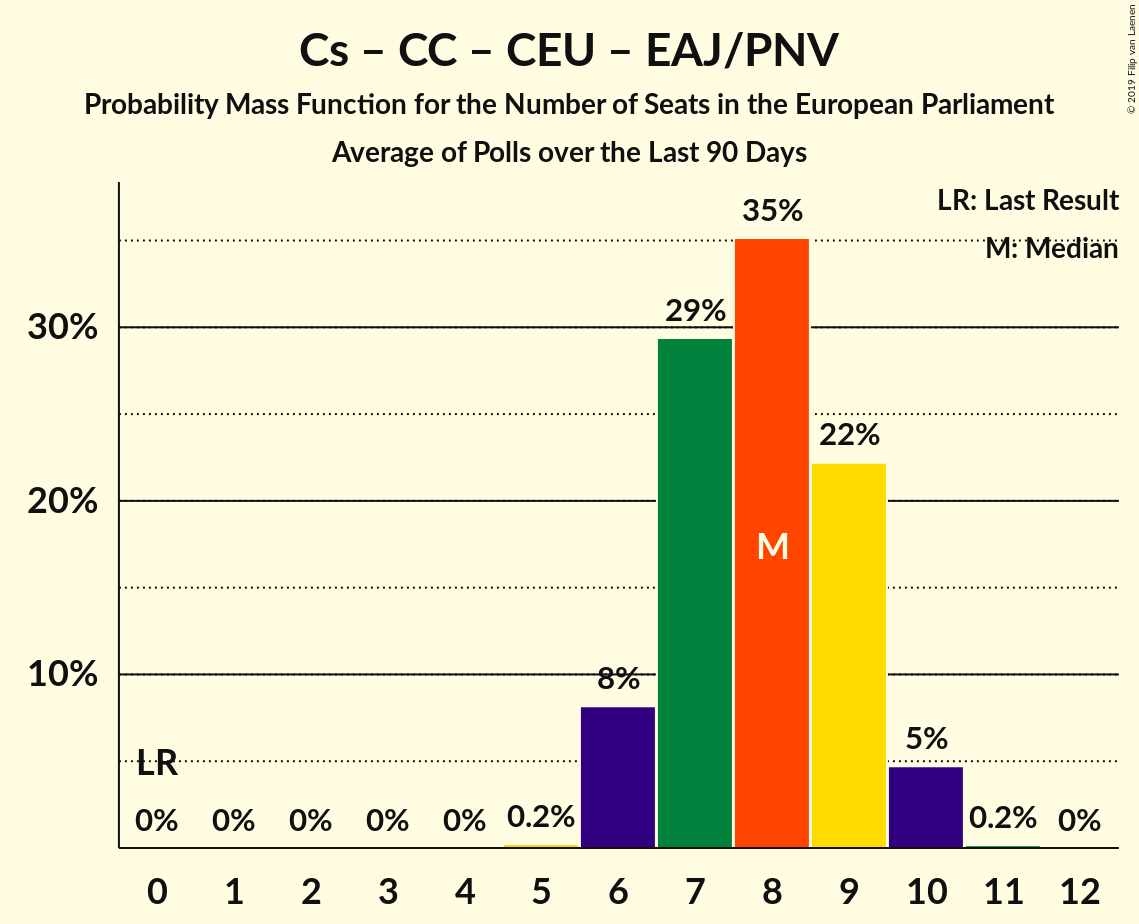 Cs – CC – CEU – EAJ/PNV
Probability Mass Function for the Number of Seats in the European Parliament
Average of Polls over the Last 90 Days
© 2019 Filip van Laenen
LR: Last Result
M: Median
35%
29%
30%
22%
20%
M
10%
8%
5%
LR
0% 0% 0% 0% 0% 0.2% 0.2% 0%
0 1 2 3 4 5 6 7 8 9 10 11 12